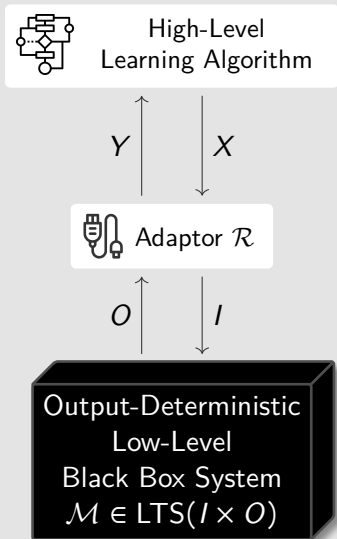 High-Level
Learning Algorithm
Y X
Adaptor ℛ
O I
Output-Deterministic
Low-Level
Black Box System
ℳ ∈ LTS(I × O)